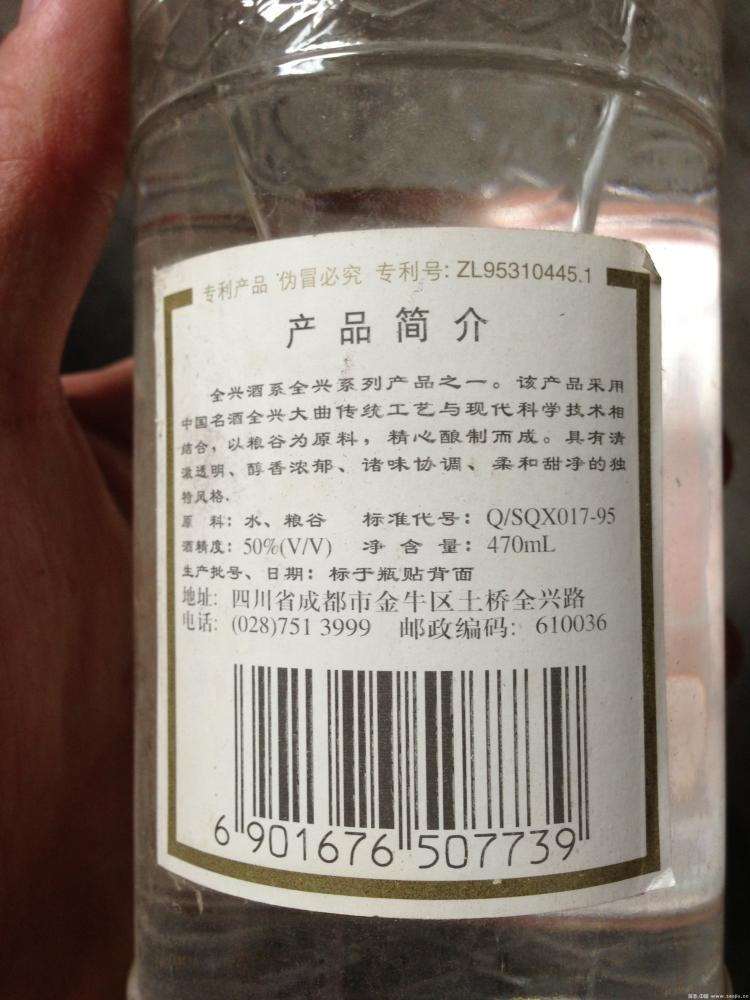 专利产品 伪冒必究 专利号: ZL95310445.1
产品简介
全兴酒系全兴系列产品之一。该产品采用
中国名酒全兴大曲传统工艺与现代科学技术相
结合，以粮谷为原料，精心酿制而成。具有清
澈透明、醇香浓郁、诸味协调、柔和甜净的独
特风格.
原 料：水、粮谷 标准代号：Q/SQX017-95
酒精度：50%(V/V) 净 含 量：470mL
生产批号、日期：标于瓶贴背面
地址: 四川省成都市金牛区土桥全兴路
电话: (028)751 3999 邮政编码: 610036
6 901676 507739